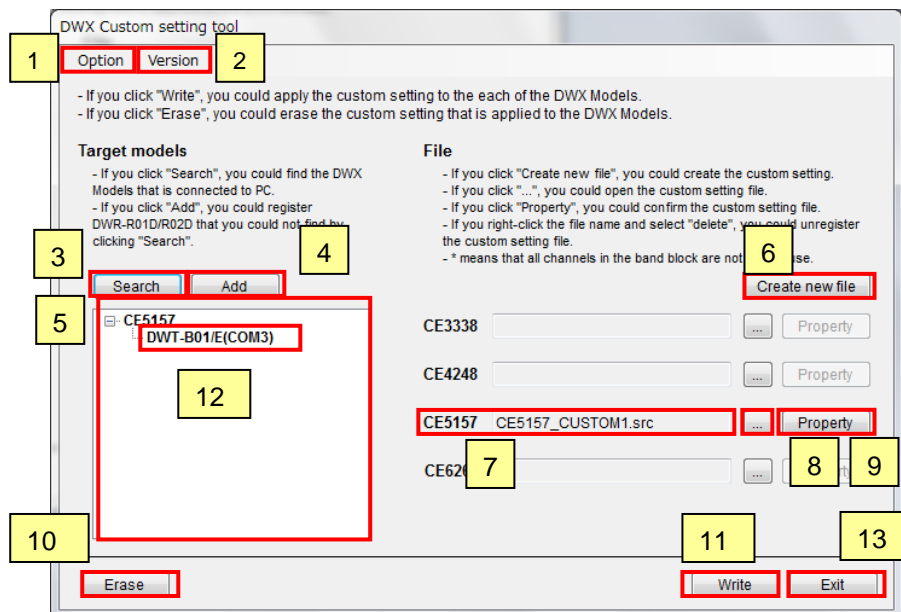 DWX Custom setting tool
1 Option Version 2
- If you click "Write", you could apply the custom setting to the each of the DWX Models.
- If you click "Erase", you could erase the custom setting that is applied to the DWX Models.
Target models
- If you click "Search", you could find the DWX
Models that is connected to PC.
- If you click "Add", you could register
DWR-R01D/R02D that you could not find by
clicking "Search".
File
- If you click "Create new file", you could create the custom setting.
- If you click "...", you could open the custom setting file.
- If you click "Property", you could confirm the custom setting file.
- If you right-click the file name and select "delete", you could unregister
the custom setting file.
- * means that all channels in the band block are not use.
3 4 6
Search Add Create new file
5
CE5157
DWT-B01/E(COM3)
12
CE3338 ... Property
CE4248 ... Property
CE5157 CE5157_CUSTOM1.src ... Property
7 8 9
CE62 ...
10 11 13
Erase Write Exit